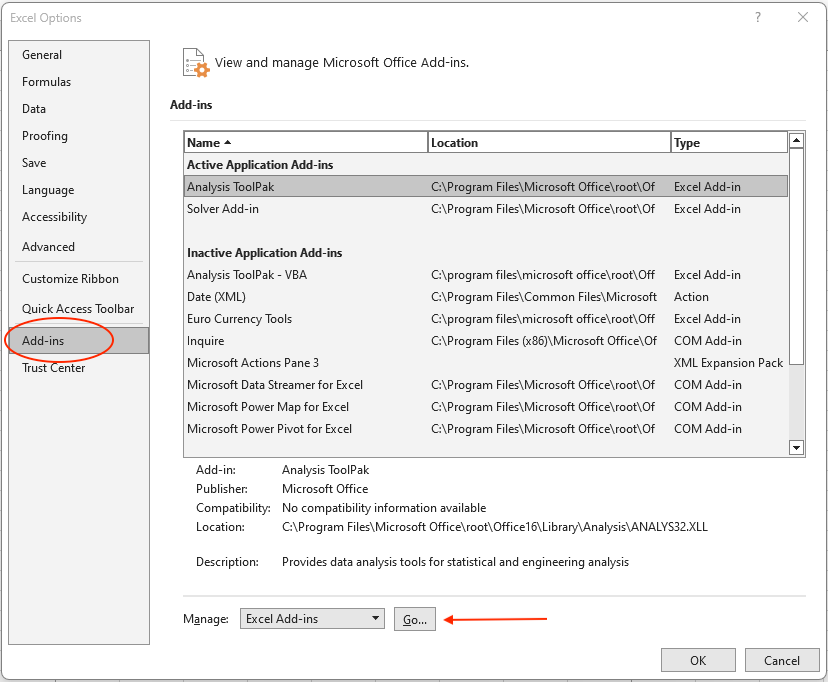 Excel Options
?
General
Formulas
Data
Proofing
Save
Language
Accessibility
Advanced
Customize Ribbon
Quick Access Toolbar
Add-ins
Trust Center
View and manage Microsoft Office Add-ins.
Add-ins
Name Location Type
Active Application Add-ins
Analysis ToolPak C:\Program Files\Microsoft Office\root\Of Excel Add-in
Solver Add-in C:\Program Files\Microsoft Office\root\Of Excel Add-in
Inactive Application Add-ins
Analysis ToolPak - VBA C:\program files\microsoft office\root\Off Excel Add-in
Date (XML) C:\Program Files\Common Files\Microsoft Action
Euro Currency Tools C:\program files\microsoft office\root\Off Excel Add-in
Inquire C:\Program Files (x86)\Microsoft Office\Of COM Add-in
Microsoft Actions Pane 3 XML Expansion Pack
Microsoft Data Streamer for Excel C:\Program Files\Microsoft Office\root\Of COM Add-in
Microsoft Power Map for Excel C:\Program Files\Microsoft Office\root\Of COM Add-in
Microsoft Power Pivot for Excel C:\Program Files\Microsoft Office\root\Of COM Add-in
Add-in: Analysis ToolPak
Publisher: Microsoft Office
Compatibility: No compatibility information available
Location: C:\Program Files\Microsoft Office\root\Office16\Library\Analysis\ANALYS32.XLL
Description: Provides data analysis tools for statistical and engineering analysis
Manage: Excel Add-ins Go...
OK Cancel